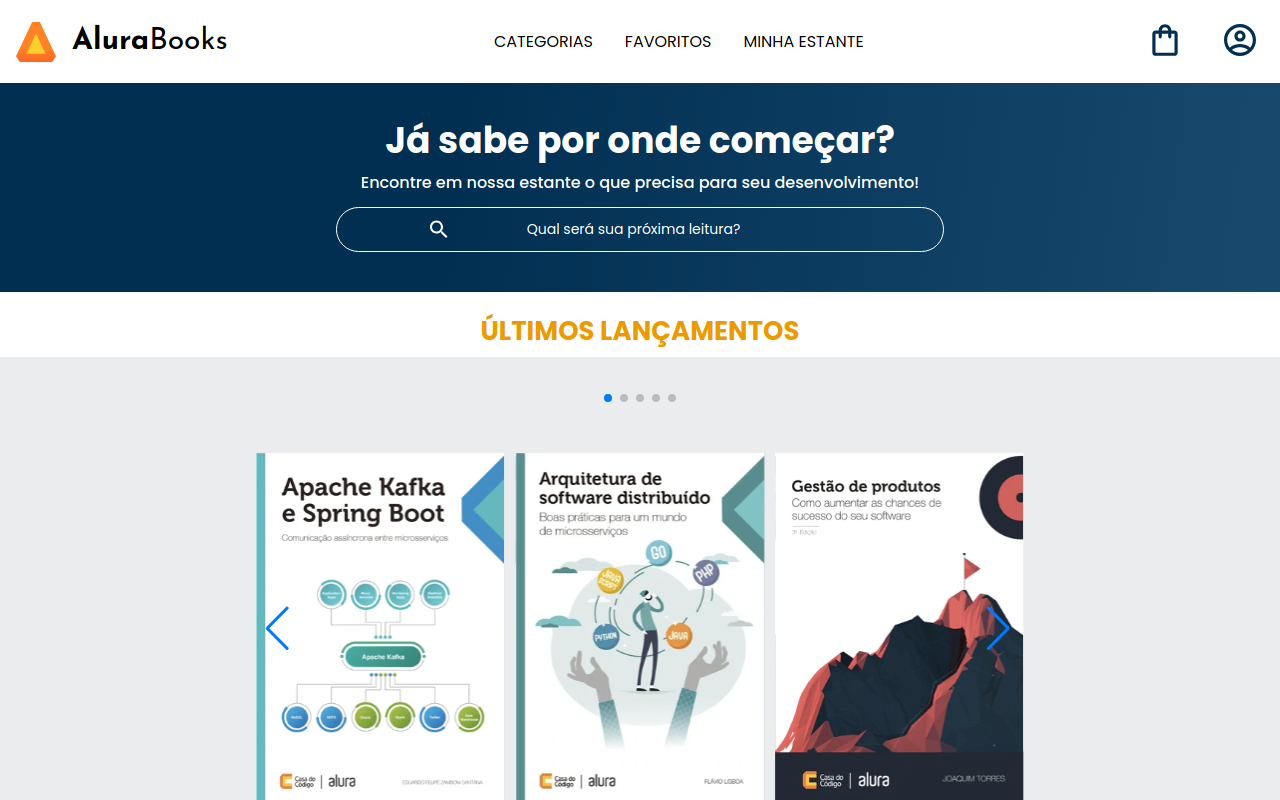 AluraBooks
CATEGORIAS
FAVORITOS
MINHA ESTANTE
Já sabe por onde começar?
Encontre em nossa estante o que precisa para seu desenvolvimento!
Qual será sua próxima leitura?
ÚLTIMOS LANÇAMENTOS
Apache Kafka
e Spring Boot
Comunicação assíncrona entre microsserviços
Apache Kafka
Casa do
Código
alura
EDUARDO FELIPE ZAMBOM SANTANA
Arquitetura de
software distribuído
Boas práticas para um mundo
de microsserviços
GO
JAVA
SCRIPT
PHP
PYTHON
JAVA
Casa do
Código
alura
FLÁVIO LISBOA
Gestão de produtos
Como aumentar as chances de
sucesso do seu software
Casa do
Código
alura
JOAQUIM TORRES